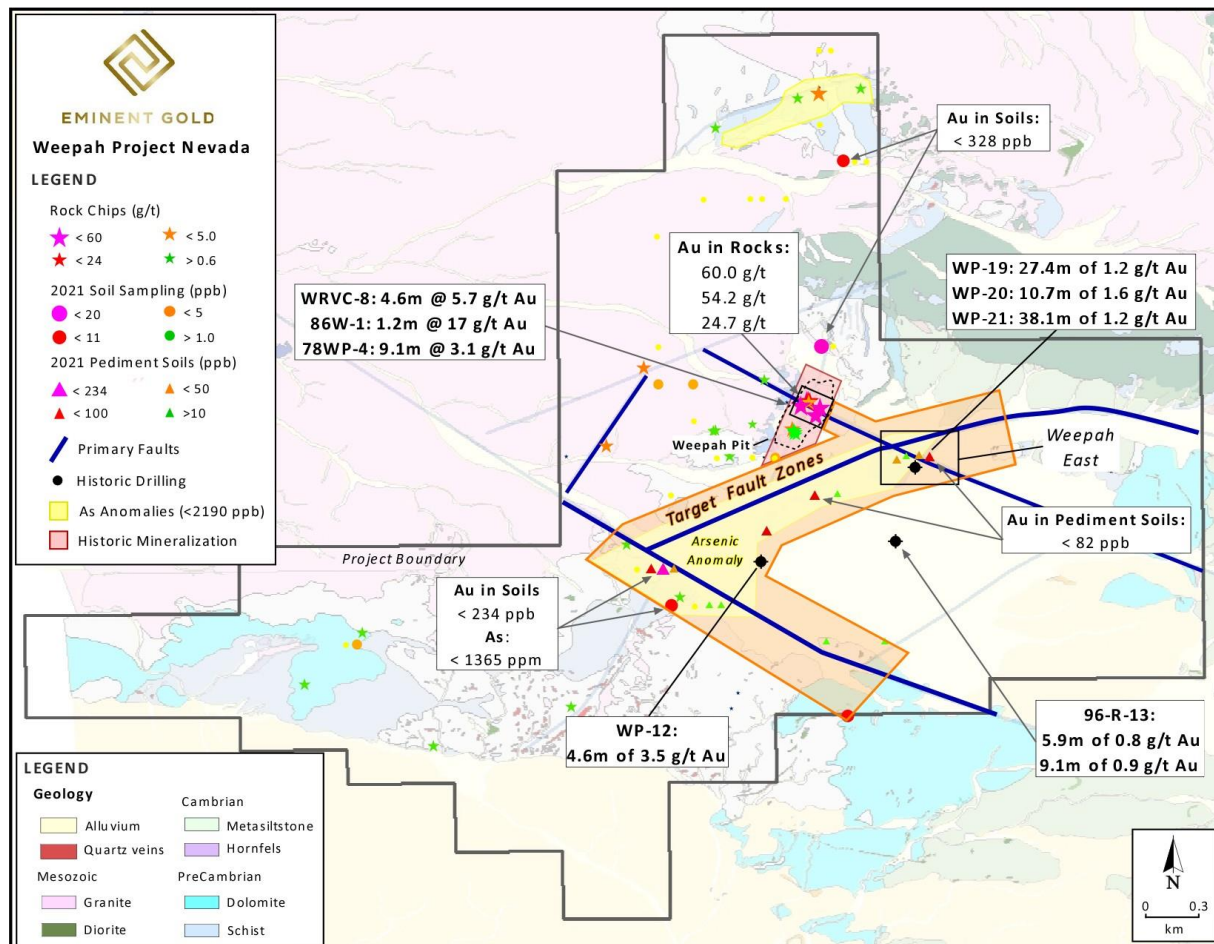 EMINENT GOLD
Weepah Project Nevada
LEGEND
Rock Chips (g/t)
< 60
< 5.0
< 24
> 0.6
2021 Soil Sampling (ppb)
< 20
< 5
< 11
> 1.0
2021 Pediment Soils (ppb)
< 234
< 50
< 100
>10
Primary Faults
Historic Drilling
As Anomalies (<2190 ppb)
Historic Mineralization
Au in Soils:
< 328 ppb
Au in Rocks:
60.0 g/t
54.2 g/t
24.7 g/t
WP-19: 27.4m of 1.2 g/t Au
WP-20: 10.7m of 1.6 g/t Au
WP-21: 38.1m of 1.2 g/t Au
WRVC-8: 4.6m @ 5.7 g/t Au
86W-1: 1.2m @ 17 g/t Au
78WP-4: 9.1m @ 3.1 g/t Au
Weepah Pit
Weepah
East
Target Fault Zones
Arsenic
Anomaly
Au in Pediment Soils:
< 82 ppb
Project Boundary
Au in Soils
< 234 ppb
As:
< 1365 ppm
WP-12:
4.6m of 3.5 g/t Au
96-R-13:
5.9m of 0.8 g/t Au
9.1m of 0.9 g/t Au
LEGEND
Geology
Alluvium
Quartz veins
Mesozoic
Granite
Diorite
Cambrian
Metasiltstone
Hornfels
PreCambrian
Dolomite
Schist
N
0 0.3
km